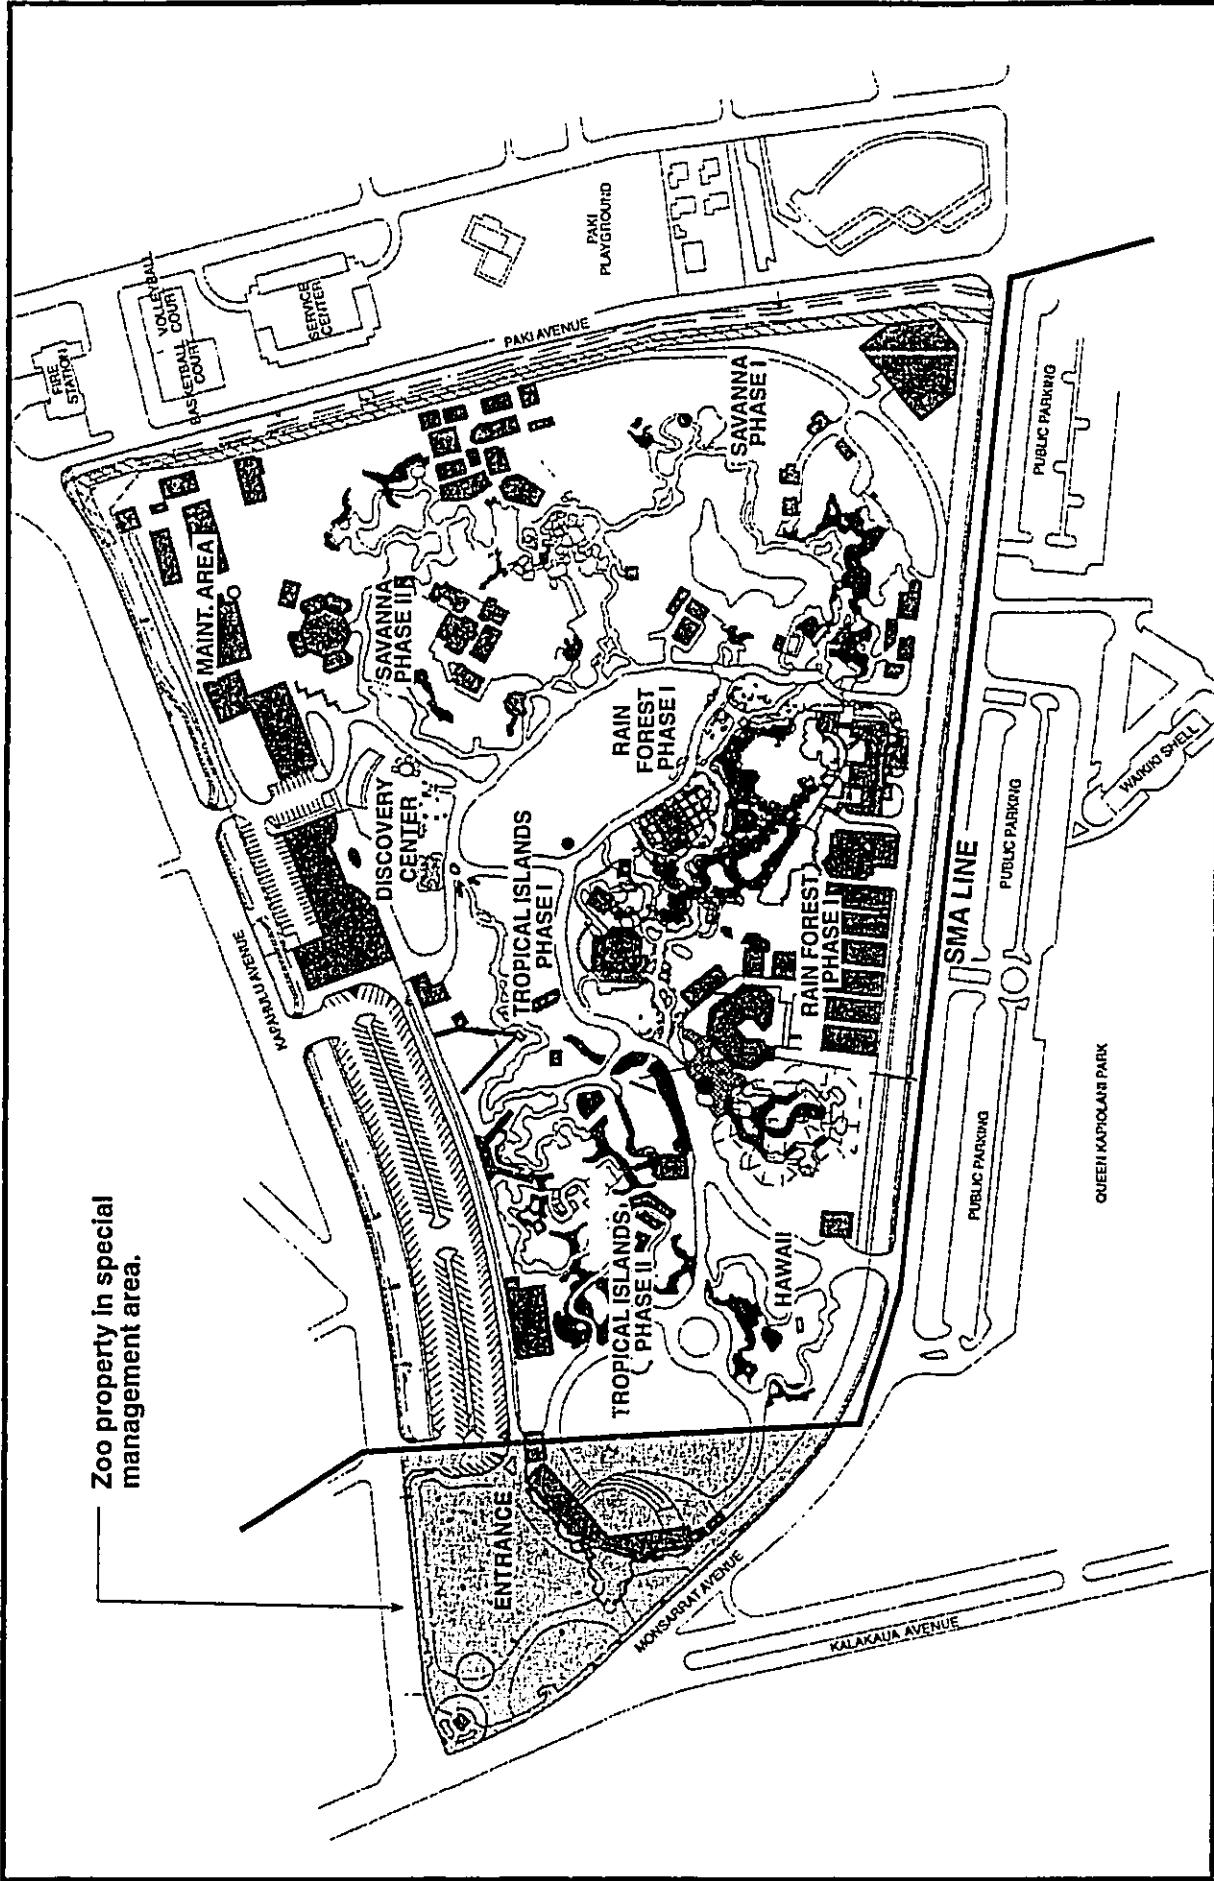 Zoo property in special
management area.
FIRE
STATION
VOLLEYBALL
COURT
BASKETBALL
COURT
SERVICE
CENTER
PAKI
PLAYGROUND
PAKI AVENUE
MAINT. AREA
SAVANNA
PHASE II
SAVANNA
PHASE I
PUBLIC PARKING
KAPAHULU AVENUE
DISCOVERY
CENTER
TROPICAL ISLANDS
PHASE I
RAIN
FOREST
PHASE I
RAIN FOREST
PHASE II
SMA LINE
PUBLIC PARKING
WAIKIKI SHELL
TROPICAL ISLANDS,
PHASE II
HAWAII
PUBLIC PARKING
QUEEN KAPIOLANI PARK
ENTRANCE
MONSARRAT AVENUE
KALAKAUA AVENUE